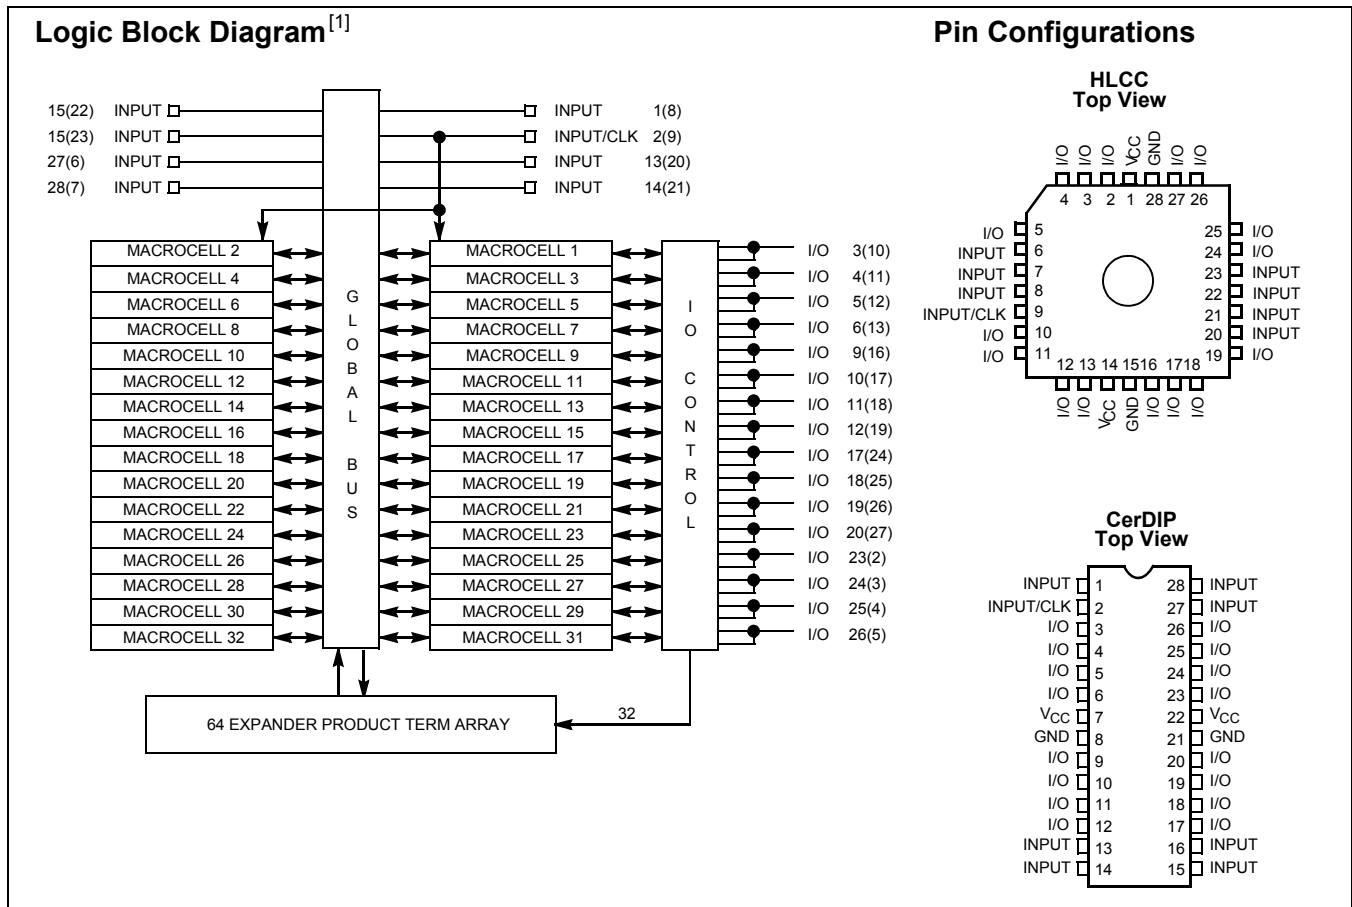 Logic Block Diagram[1]
15(22) INPUT
15(23) INPUT
27(6) INPUT
28(7) INPUT
INPUT 1(8)
INPUT/CLK 2(9)
INPUT 13(20)
INPUT 14(21)
MACROCELL 2
MACROCELL 4
MACROCELL 6
MACROCELL 8
MACROCELL 10
MACROCELL 12
MACROCELL 14
MACROCELL 16
MACROCELL 18
MACROCELL 20
MACROCELL 22
MACROCELL 24
MACROCELL 26
MACROCELL 28
MACROCELL 30
MACROCELL 32
GLOBAL BUS
MACROCELL 1
MACROCELL 3
MACROCELL 5
MACROCELL 7
MACROCELL 9
MACROCELL 11
MACROCELL 13
MACROCELL 15
MACROCELL 17
MACROCELL 19
MACROCELL 21
MACROCELL 23
MACROCELL 25
MACROCELL 27
MACROCELL 29
MACROCELL 31
IO CONTROL
I/O 3(10)
I/O 4(11)
I/O 5(12)
I/O 6(13)
I/O 9(16)
I/O 10(17)
I/O 11(18)
I/O 12(19)
I/O 17(24)
I/O 18(25)
I/O 19(26)
I/O 20(27)
I/O 23(2)
I/O 24(3)
I/O 25(4)
I/O 26(5)
64 EXPANDER PRODUCT TERM ARRAY
32
Pin Configurations
HLCC
Top View
I/O I/O I/O VCC GND I/O I/O
4 3 2 1 28 27 26
I/O 5 25 I/O
INPUT 6 24 I/O
INPUT 7 23 INPUT
INPUT 8 22 INPUT
INPUT/CLK 9 21 INPUT
I/O 10 20 INPUT
I/O 11 19 I/O
12 13 14 15 16 17 18
I/O I/O VCC GND I/O I/O I/O
CerDIP
Top View
INPUT 1 28 INPUT
INPUT/CLK 2 27 INPUT
I/O 3 26 I/O
I/O 4 25 I/O
I/O 5 24 I/O
I/O 6 23 I/O
VCC 7 22 VCC
GND 8 21 GND
I/O 9 20 I/O
I/O 10 19 I/O
I/O 11 18 I/O
I/O 12 17 I/O
INPUT 13 16 INPUT
INPUT 14 15 INPUT